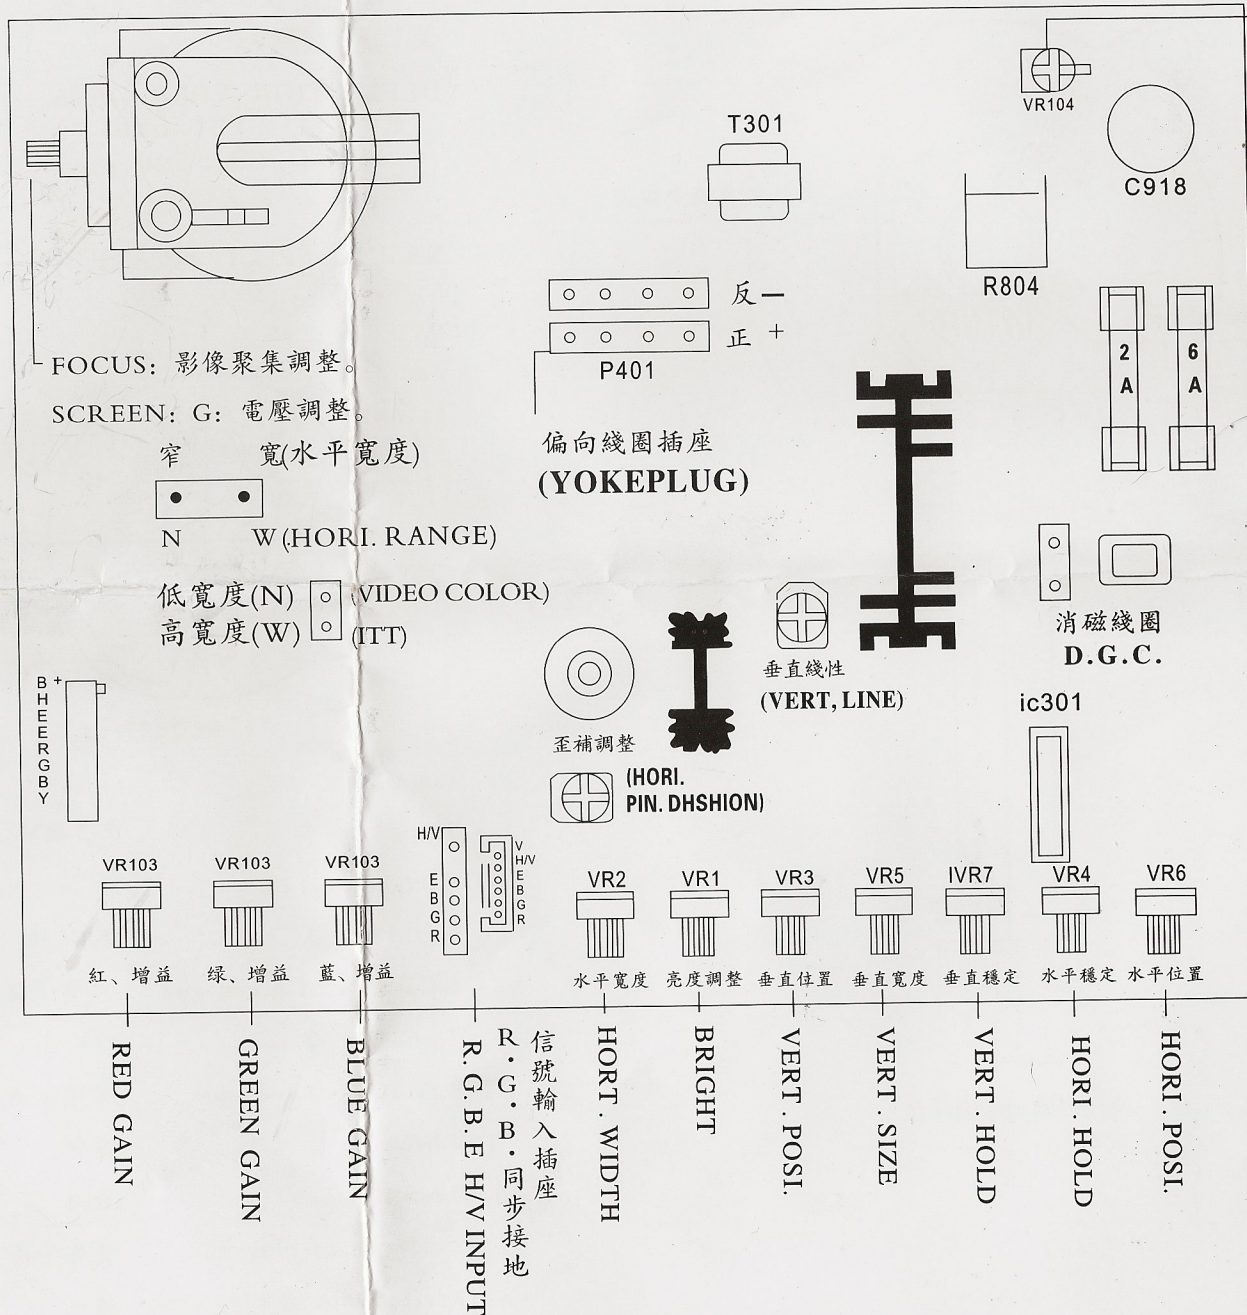 VR104
T301
C918
R804
反 —
正 +
P401
2
A
6
A
FOCUS: 影像聚集調整。
SCREEN: G: 電壓調整。
窄 寬(水平寬度)
N W (HORI. RANGE)
偏向綫圈插座
(YOKEPLUG)
低寬度(N) (VIDEO COLOR)
高寬度(W) (ITT)
消磁綫圈
D.G.C.
垂直綫性
(VERT, LINE)
ic301
B+
H
E
E
R
G
B
Y
歪補調整
(HORI.
PIN. DHSHION)
H/V
E
B
G
R
V
H/V
E
B
G
R
VR103
VR103
VR103
VR2
VR1
VR3
VR5
IVR7
VR4
VR6
紅、增益
绿、增益
藍、增益
水平寬度
亮度調整
垂直位置
垂直寬度
垂直穩定
水平穩定
水平位置
RED GAIN
GREEN GAIN
BLUE GAIN
R. G. B. E H/V INPUT
R·G·B·同步接地
信號輸入插座
HORT . WIDTH
BRIGHT
VERT . POSI.
VERT . SIZE
VERT . HOLD
HORI . HOLD
HORI . POSI.